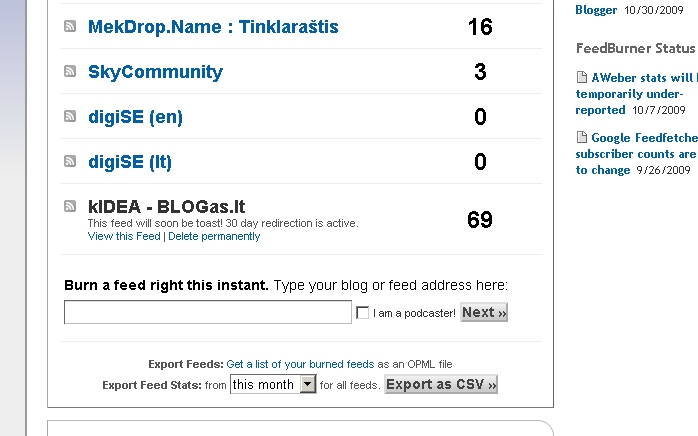 MekDrop.Name : Tinklaraštis 16
SkyCommunity 3
digiSE (en) 0
digiSE (lt) 0
kIDEA - BLOGas.lt 69
This feed will soon be toast! 30 day redirection is active.
View this Feed | Delete permanently
Burn a feed right this instant. Type your blog or feed address here:
I am a podcaster! Next »
Export Feeds: Get a list of your burned feeds as an OPML file
Export Feed Stats: from this month for all feeds. Export as CSV »
Blogger 10/30/2009
FeedBurner Status
AWeber stats will
temporarily under-
reported 10/7/2009
Google Feedfetche
subscriber counts are
to change 9/26/2009